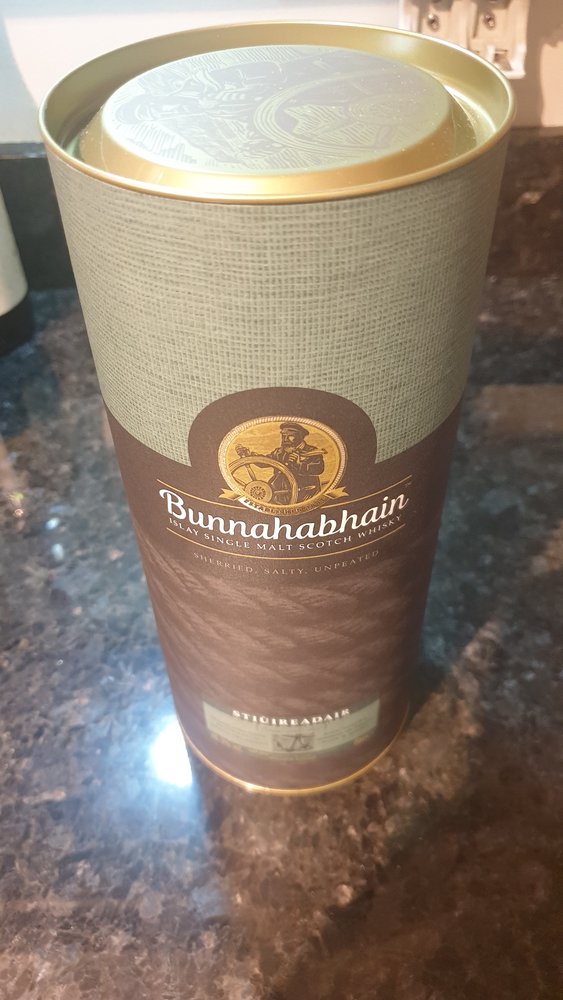 Bunnahabhain
ISLAY SINGLE MALT SCOTCH WHISKY
SHERRIED, SALTY, UNPEATED
STIÙIREADAIR